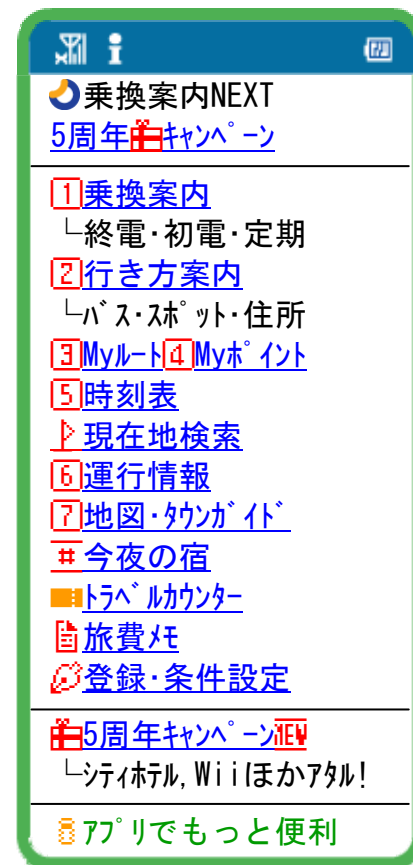 乗換案内NEXT
5周年ｷｬﾝﾍﾟｰﾝ
1乗換案内
└終電･初電･定期
2行き方案内
└ﾊﾞｽ･ｽﾎﾟｯﾄ･住所
3Myﾙｰﾄ4Myﾎﾟｲﾝﾄ
5時刻表
現在地検索
6運行情報
7地図･ﾀｳﾝｶﾞｲﾄﾞ
#今夜の宿
ﾄﾗﾍﾞﾙｶｳﾝﾀｰ
旅費ﾒﾓ
登録･条件設定
5周年ｷｬﾝﾍﾟｰﾝNEW
└ｼﾃｨﾎﾃﾙ,Wiiほかｱﾀﾙ!
ｱﾌﾟﾘでもっと便利